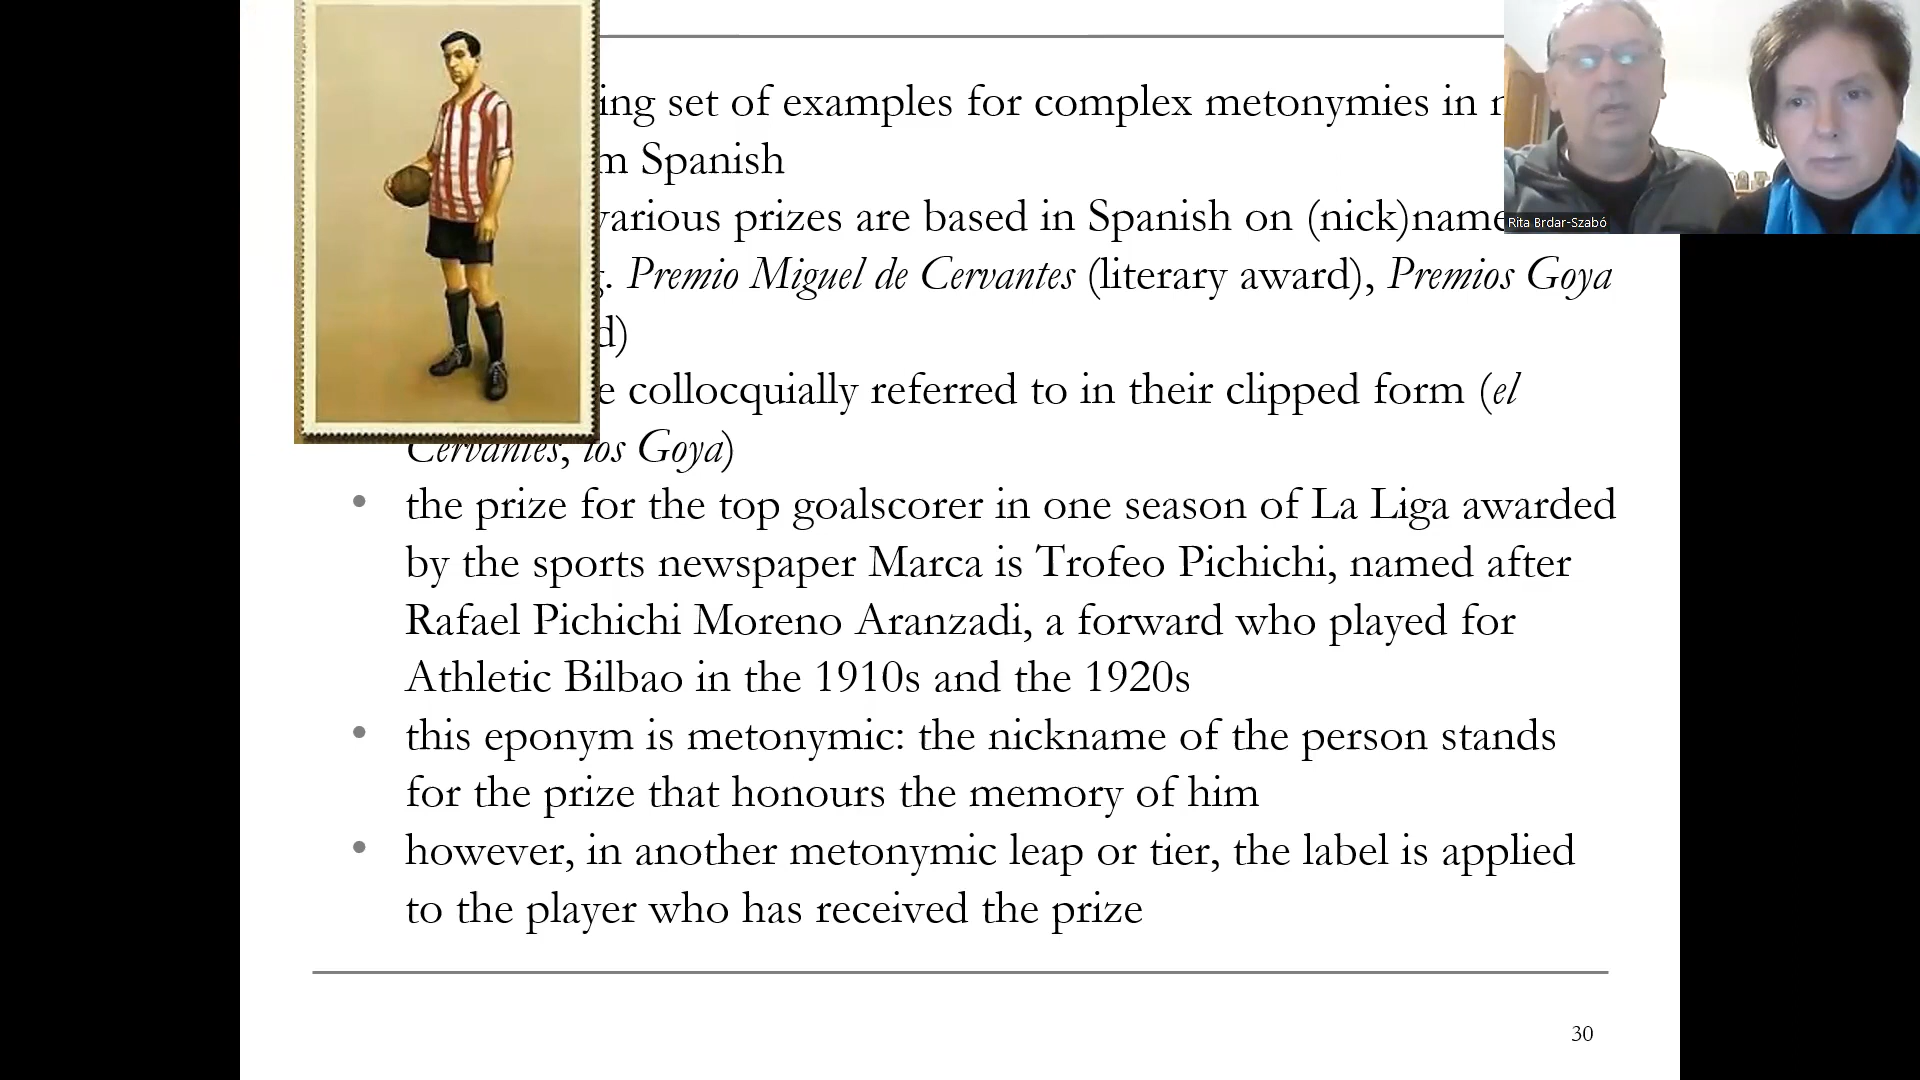 ing set of examples for complex metonymies in
m Spanish
various prizes are based in Spanish on (nick)name
. Premio Miguel de Cervantes (literary award), Premios Goya
d)
e collocquially referred to in their clipped form (el
Cervantes, los Goya)
• the prize for the top goalscorer in one season of La Liga awarded
by the sports newspaper Marca is Trofeo Pichichi, named after
Rafael Pichichi Moreno Aranzadi, a forward who played for
Athletic Bilbao in the 1910s and the 1920s
• this eponym is metonymic: the nickname of the person stands
for the prize that honours the memory of him
• however, in another metonymic leap or tier, the label is applied
to the player who has received the prize
30
Rita Brdar-Szabó